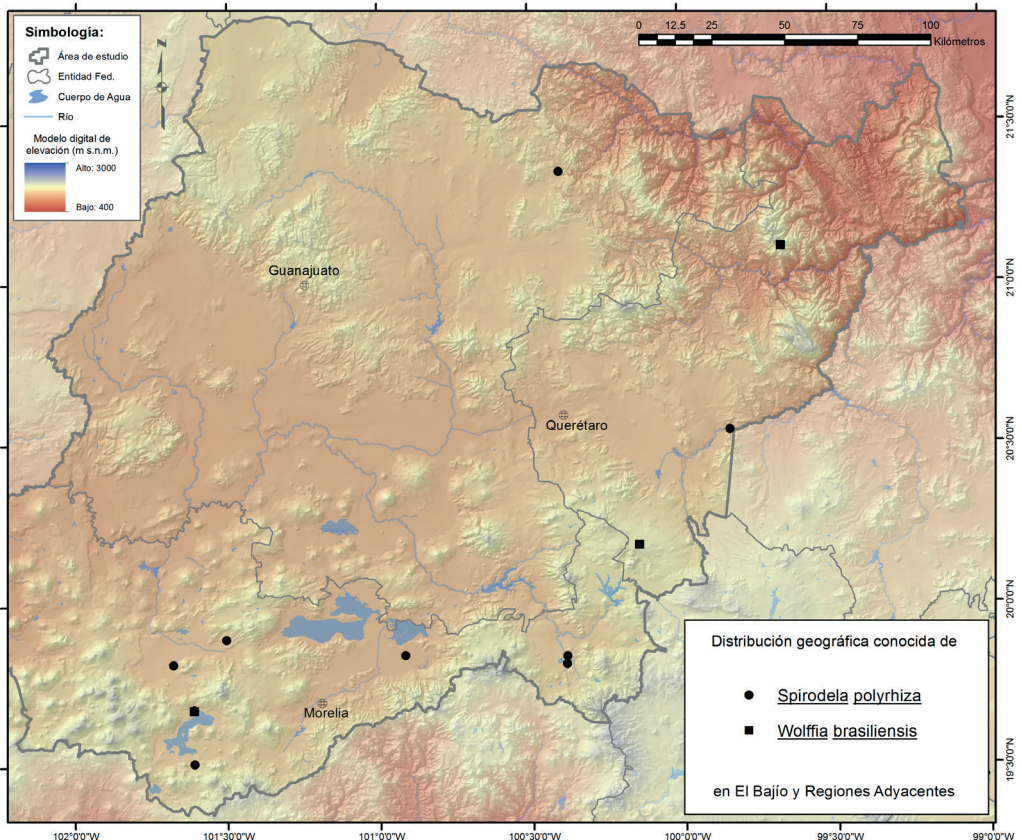 Simbología:
Área de estudio
Entidad Fed.
Cuerpo de Agua
Río
Modelo digital de
elevación (m s.n.m.)
Alto: 3000
Bajo: 400
N
0 12.5 25 50 75 100
Kilómetros
Guanajuato
Querétaro
Morelia
21°30'0"N
21°0'0"N
20°30'0"N
20°0'0"N
19°30'0"N
Distribución geográfica conocida de
Spirodela polyrhiza
Wolffia brasiliensis
en El Bajío y Regiones Adyacentes
102°0'0"W 101°30'0"W 101°0'0"W 100°30'0"W 100°0'0"W 99°30'0"W 99°0'0"W